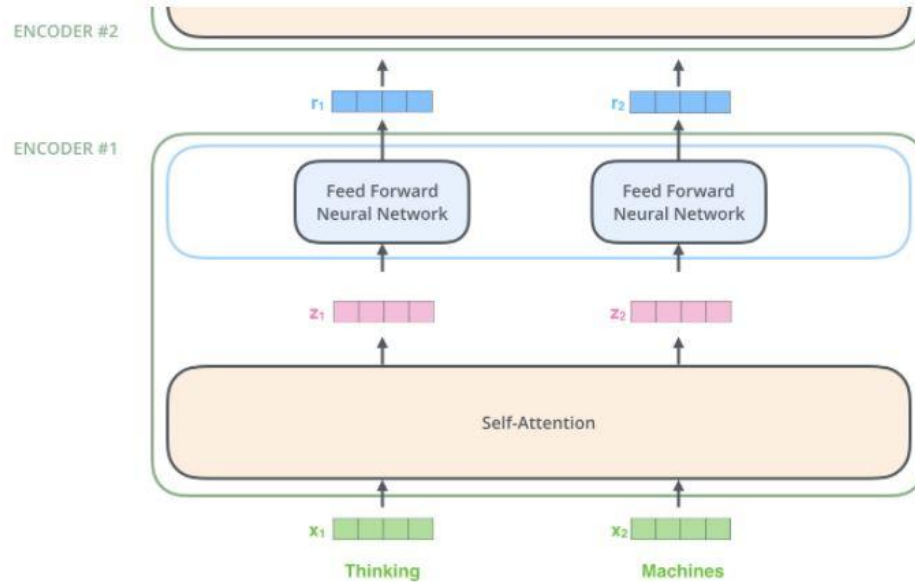 ENCODER #2
r₁
r₂
ENCODER #1
Feed Forward
Neural Network
Feed Forward
Neural Network
z₁
z₂
Self-Attention
x₁
x₂
Thinking
Machines